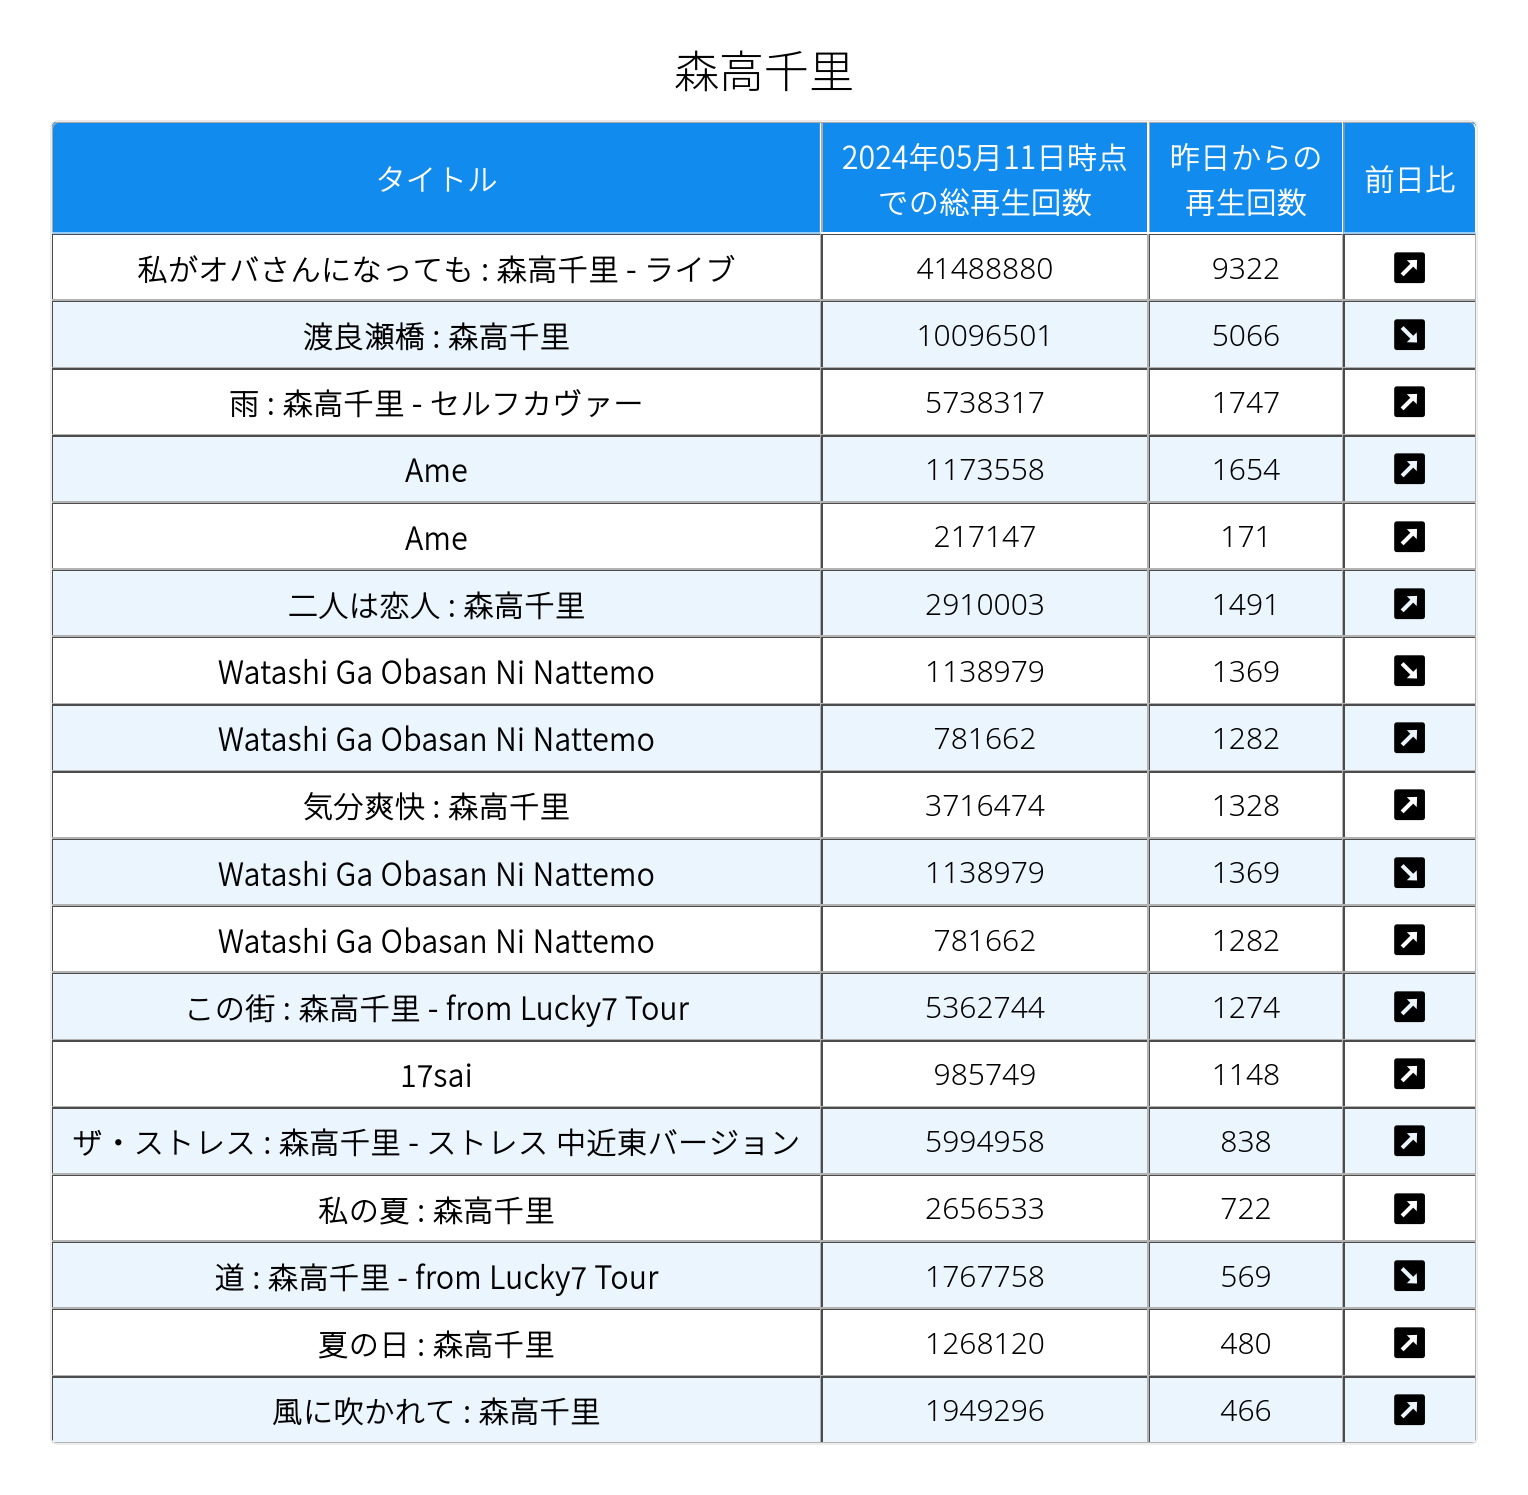 森高千里
タイトル
2024年05月11日時点
での総再生回数
昨日からの
再生回数
前日比
私がオバさんになっても : 森高千里 - ライブ 41488880 9322 ↗
渡良瀬橋 : 森高千里 10096501 5066 ↘
雨 : 森高千里 - セルフカヴァー 5738317 1747 ↗
Ame 1173558 1654 ↗
Ame 217147 171 ↗
二人は恋人 : 森高千里 2910003 1491 ↗
Watashi Ga Obasan Ni Nattemo 1138979 1369 ↘
Watashi Ga Obasan Ni Nattemo 781662 1282 ↗
気分爽快 : 森高千里 3716474 1328 ↗
Watashi Ga Obasan Ni Nattemo 1138979 1369 ↘
Watashi Ga Obasan Ni Nattemo 781662 1282 ↗
この街 : 森高千里 - from Lucky7 Tour 5362744 1274 ↗
17sai 985749 1148 ↗
ザ・ストレス : 森高千里 - ストレス 中近東バージョン 5994958 838 ↗
私の夏 : 森高千里 2656533 722 ↗
道 : 森高千里 - from Lucky7 Tour 1767758 569 ↘
夏の日 : 森高千里 1268120 480 ↗
風に吹かれて : 森高千里 1949296 466 ↗